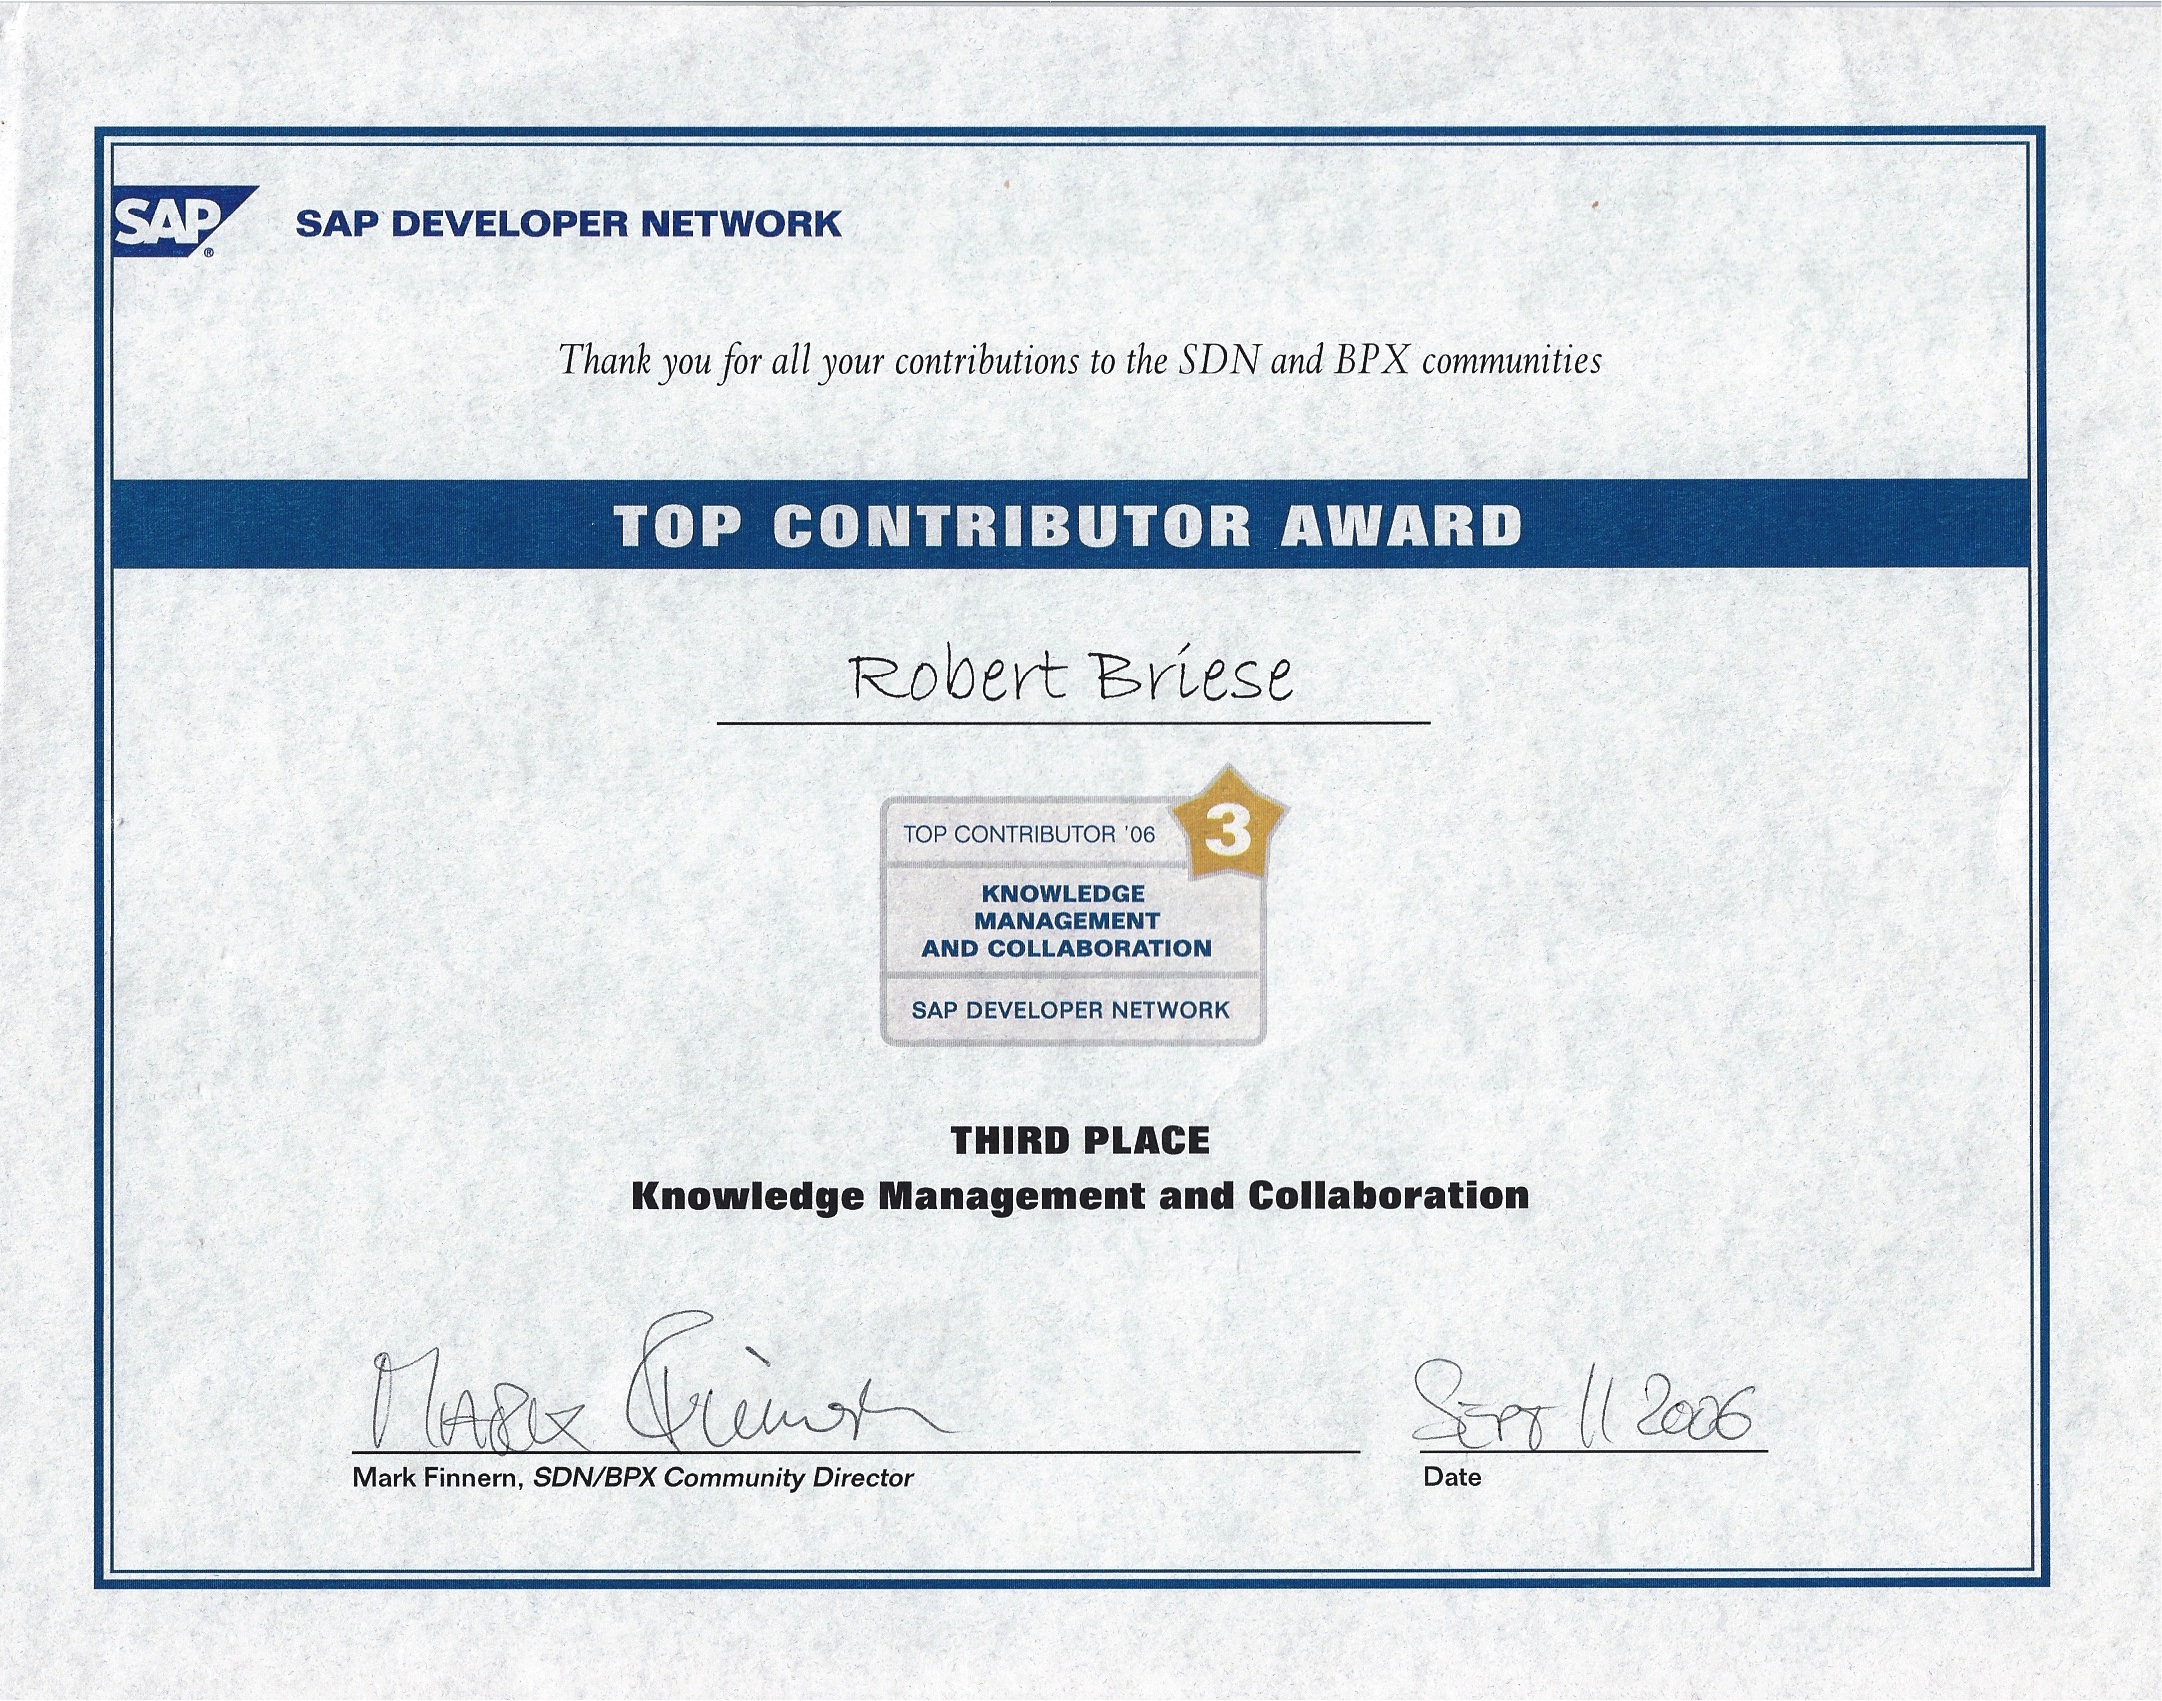 SAP®
SAP DEVELOPER NETWORK
Thank you for all your contributions to the SDN and BPX communities
TOP CONTRIBUTOR AWARD
Robert Briese
3
TOP CONTRIBUTOR '06
KNOWLEDGE
MANAGEMENT
AND COLLABORATION
SAP DEVELOPER NETWORK
THIRD PLACE
Knowledge Management and Collaboration
Mark Finnern
Sept 11 2006
Mark Finnern, SDN/BPX Community Director
Date